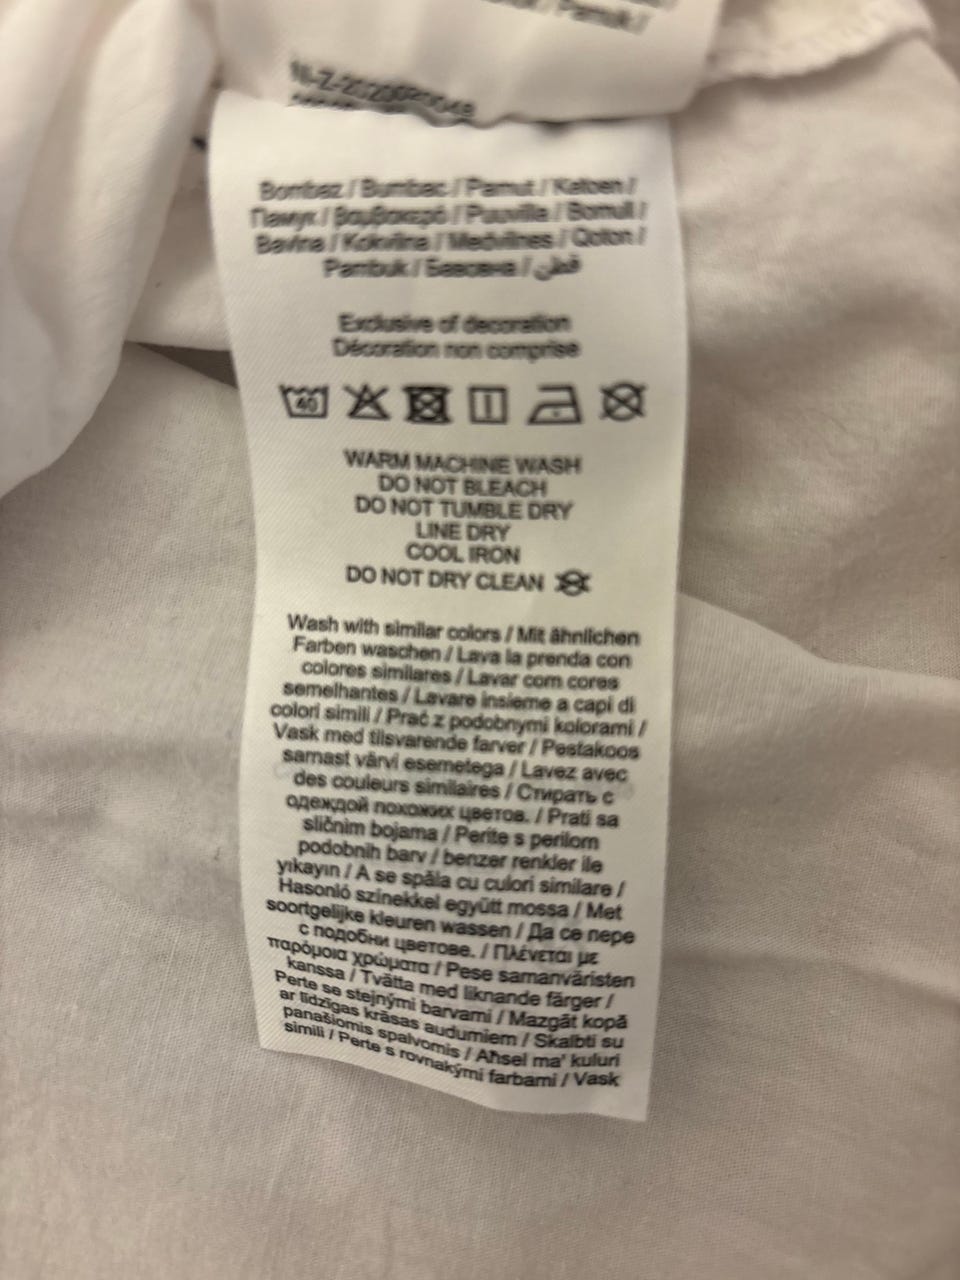 / Pamuk /
Bombaz / Bumbac / Pamut / Katoen /
Памук / βαμβακερό / Puuvilla / Bomull /
Bavlna / Kokvilna / Medvilnes / Qoton /
Pambuk / Бавовна / قطن
Exclusive of decoration
Décoration non comprise
40
WARM MACHINE WASH
DO NOT BLEACH
DO NOT TUMBLE DRY
LINE DRY
COOL IRON
DO NOT DRY CLEAN
Wash with similar colors / Mit ähnlichen
Farben waschen / Lava la prenda con
colores similares / Lavar com cores
semelhantes / Lavare insieme a capi di
colori simili / Prać z podobnymi kolorami /
Vask med tilsvarende farver / Pestakoos
samast värvi esemetega / Lavez avec
des couleurs similaires / Стирать с
одеждой похожих цветов. / Prati sa
sličnim bojama / Perite s perilom
podobnih barv / benzer renkler ile
yıkayın / A se spăla cu culori similare /
Hasonló színekkel együtt mossa / Met
soortgelijke kleuren wassen / Да се пере
с подобни цветове. / Πλένεται με
παρόμοια χρώματα / Pese samanväristen
kanssa / Tvätta med liknande färger /
Perte se stejnými barvami / Mazgāt kopā
ar līdzīgas krāsas audumiem / Skalbti su
panašiomis spalvomis / Aħsel ma' kuluri
simili / Perte s rovnakými farbami / Vask